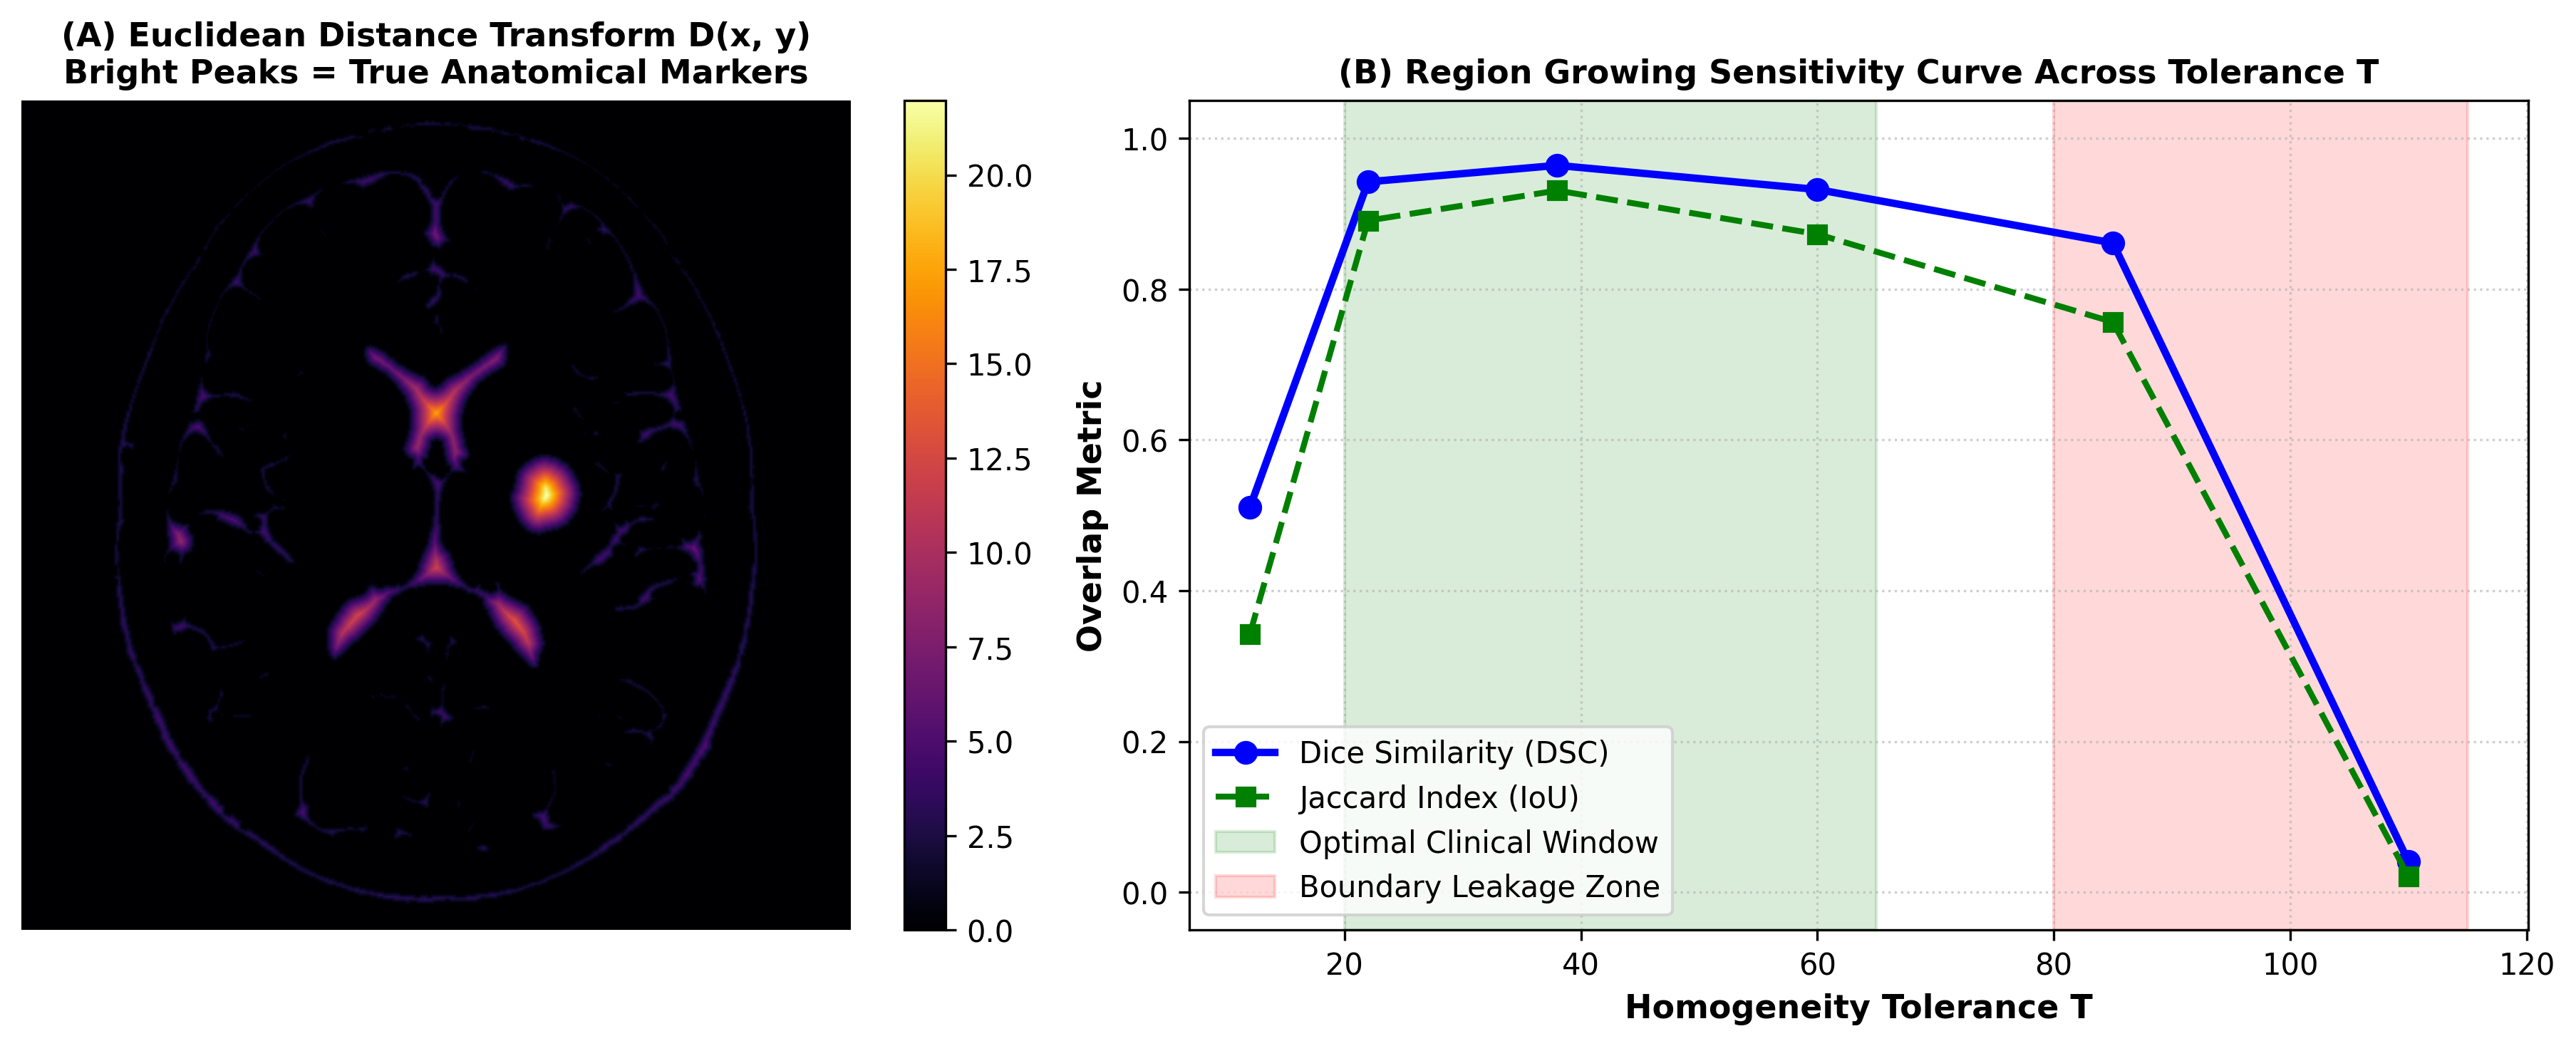 (A) Euclidean Distance Transform D(x, y)
Bright Peaks = True Anatomical Markers
20.0
17.5
15.0
12.5
10.0
7.5
5.0
2.5
0.0
(B) Region Growing Sensitivity Curve Across Tolerance T
Overlap Metric
1.0
0.8
0.6
0.4
0.2
0.0
Dice Similarity (DSC)
Jaccard Index (IoU)
Optimal Clinical Window
Boundary Leakage Zone
20
40
60
80
100
120
Homogeneity Tolerance T